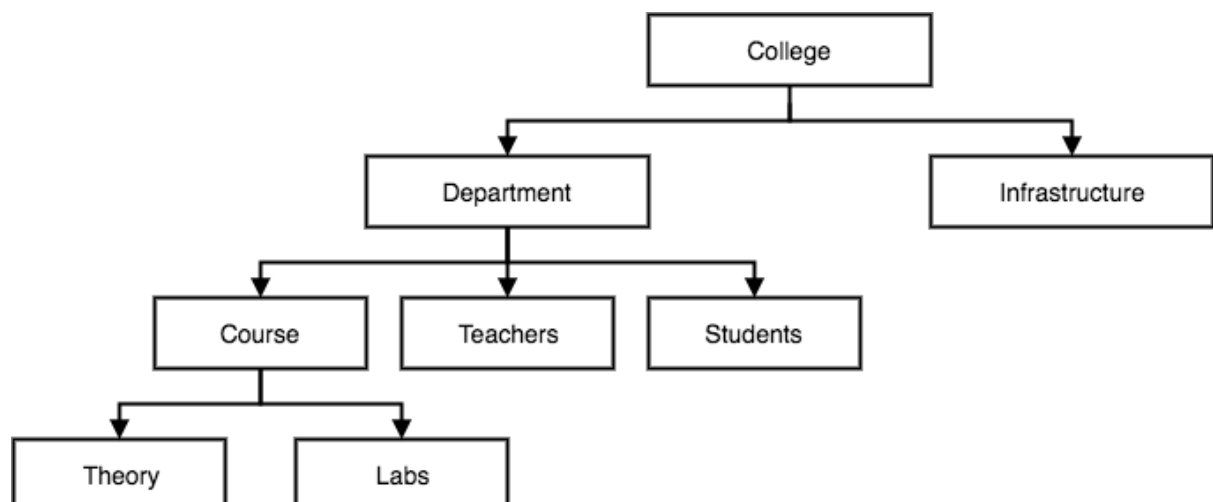 College
Department
Infrastructure
Course
Teachers
Students
Theory
Labs